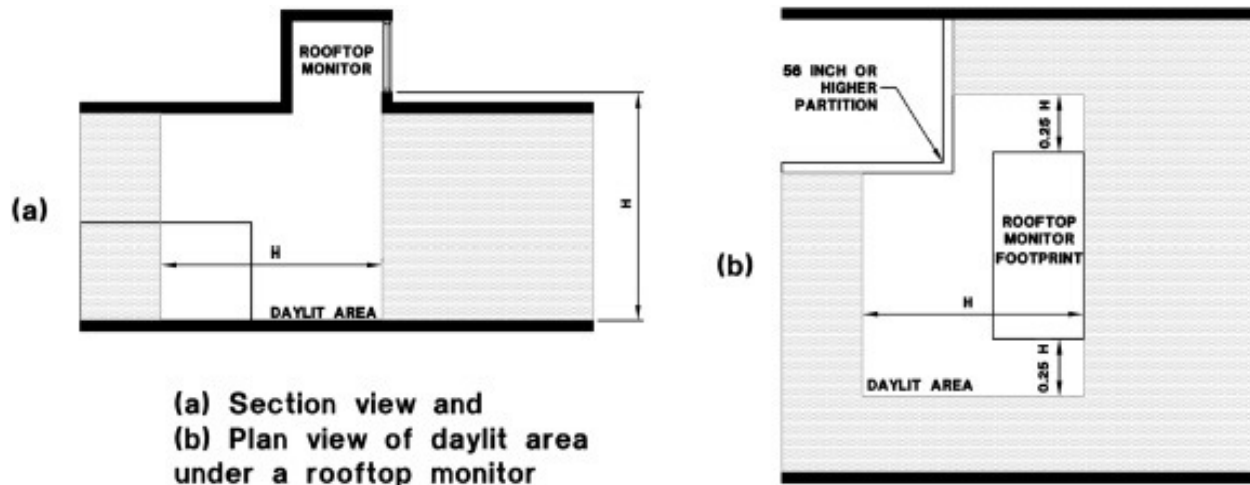 ROOFTOP
MONITOR
(a)
H
H
DAYLIT AREA
(a) Section view and
(b) Plan view of daylit area
under a rooftop monitor
56 INCH OR
HIGHER
PARTITION
0.25 H
ROOFTOP
MONITOR
FOOTPRINT
(b)
H
0.25 H
DAYLIT AREA